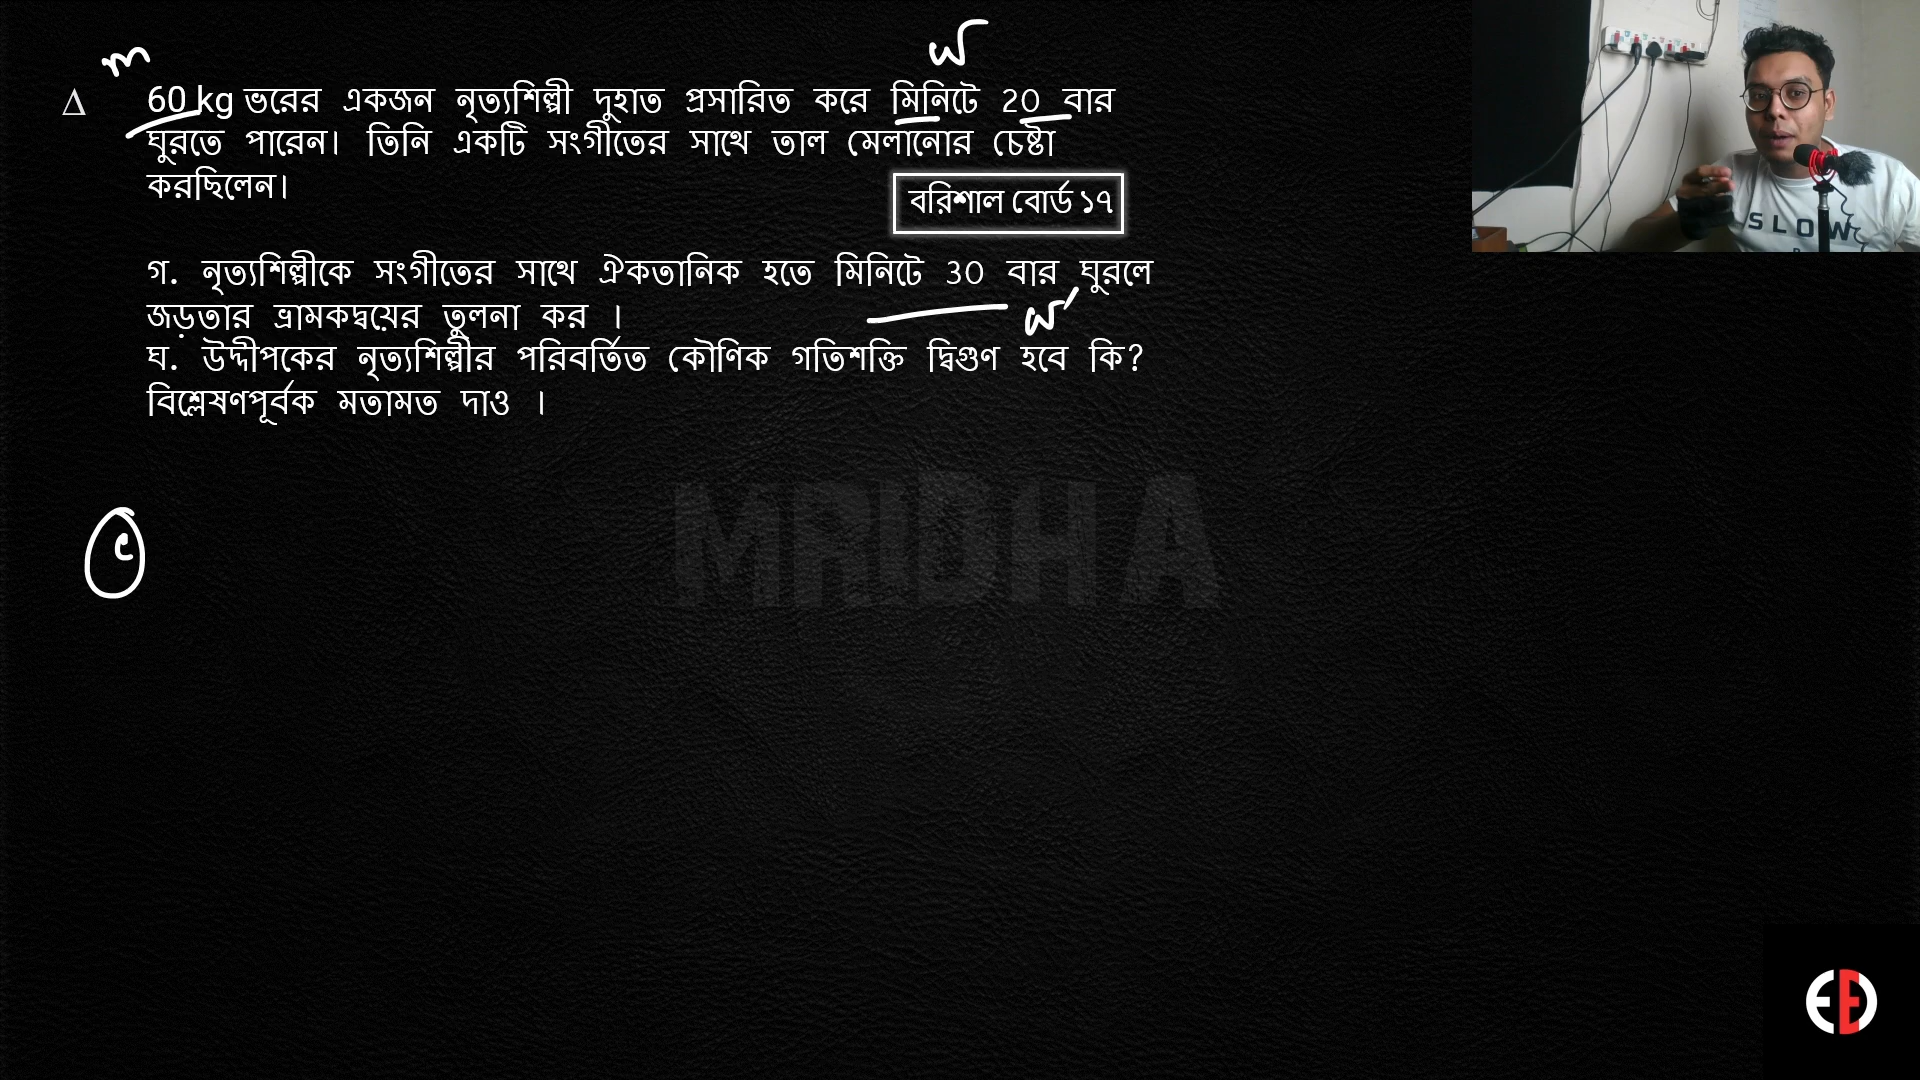 m
ω
Δ 60 kg ভরের একজন নৃত্যশিল্পী দুহাত প্রসারিত করে মিনিটে 20 বার
ঘুরতে পারেন। তিনি একটি সংগীতের সাথে তাল মেলানোর চেষ্টা
করছিলেন।
বরিশাল বোর্ড ১৭
গ. নৃত্যশিল্পীকে সংগীতের সাথে ঐকতানিক হতে মিনিটে 30 বার ঘুরলে
জড়তার ভ্রামকদ্বয়ের তুলনা কর ।
ω′
ঘ. উদ্দীপকের নৃত্যশিল্পীর পরিবর্তিত কৌণিক গতিশক্তি দ্বিগুণ হবে কি?
বিশ্লেষণপূর্বক মতামত দাও ।
MRIDHA
SLOW